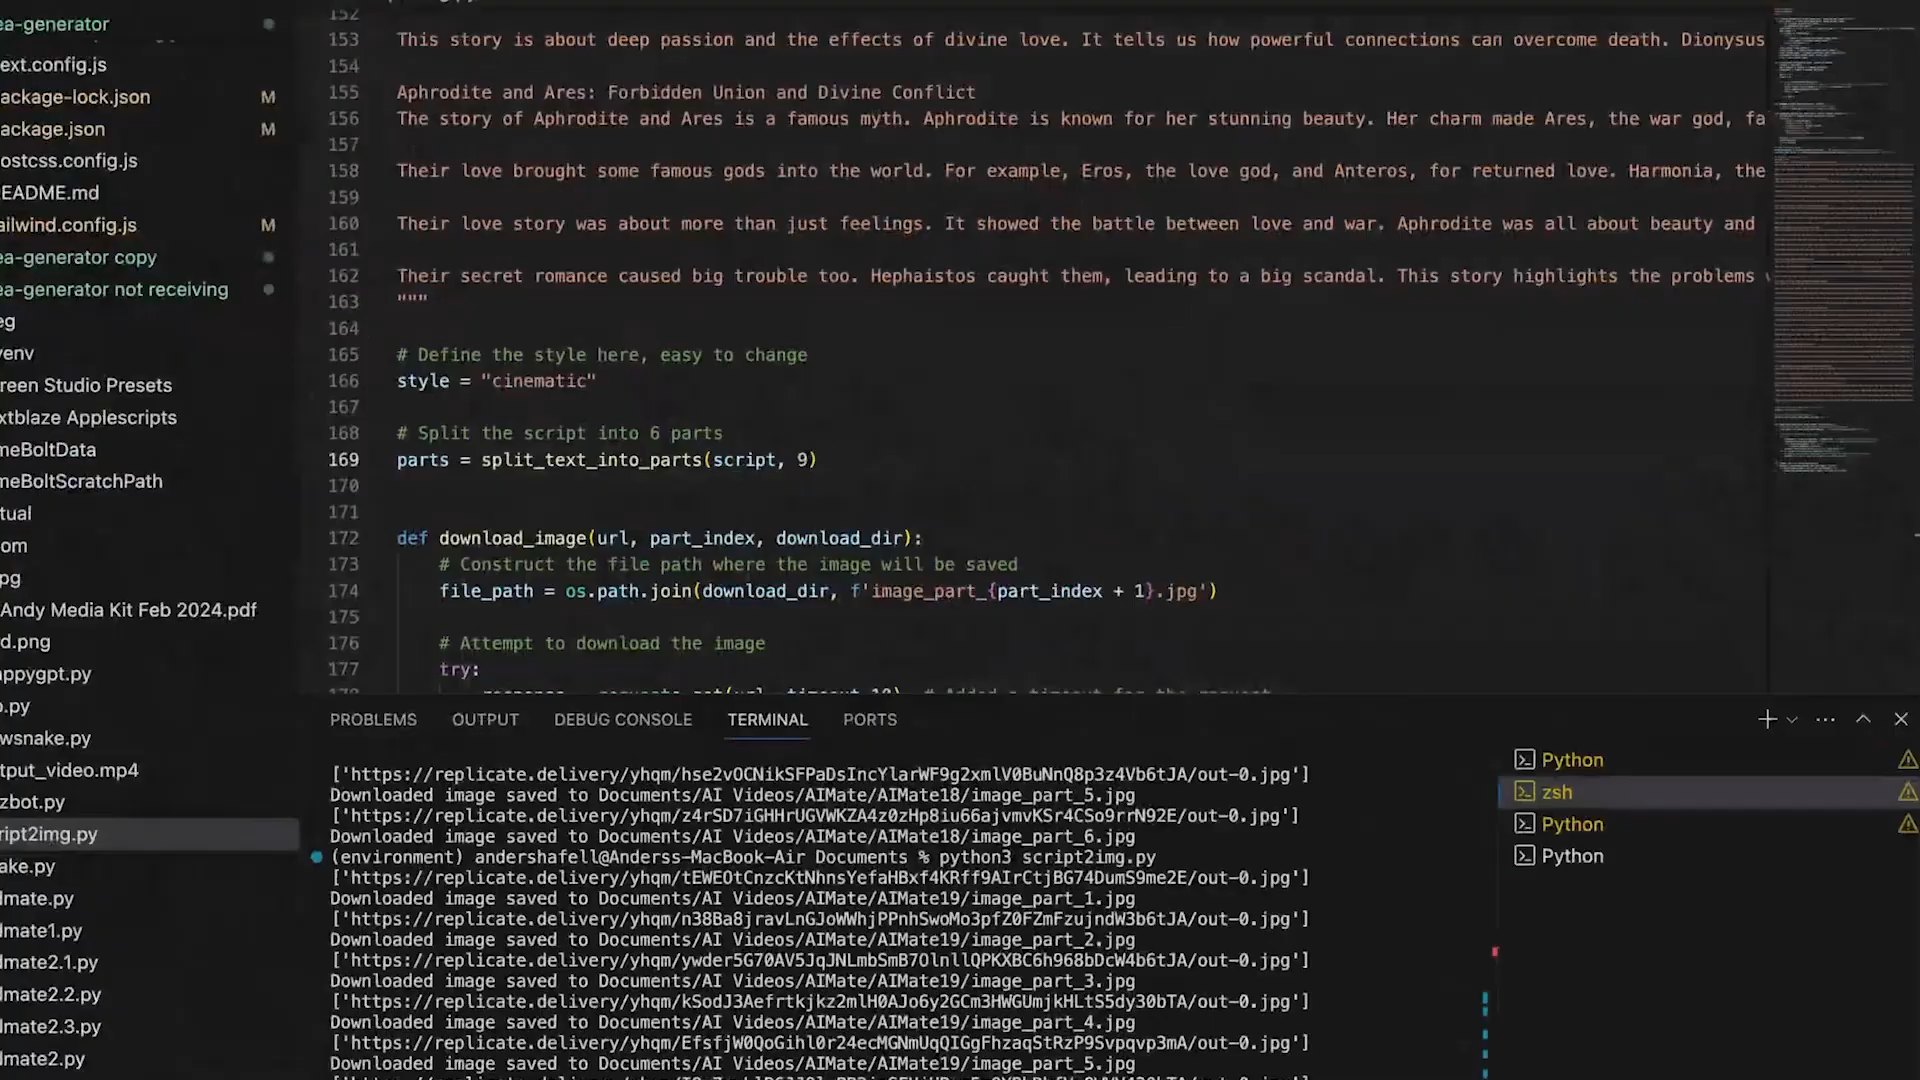 ea-generator
ext.config.js
ackage-lock.json M
ackage.json M
ostcss.config.js
EADME.md
ailwind.config.js M
ea-generator copy
ea-generator not receiving
eg
venv
reen Studio Presets
xtblaze Applescripts
meBoltData
meBoltScratchPath
tual
om
pg
Andy Media Kit Feb 2024.pdf
d.png
appygpt.py
o.py
wsnake.py
tput_video.mp4
zbot.py
ript2img.py
ake.py
lmate.py
lmate1.py
lmate2.1.py
lmate2.2.py
lmate2.3.py
lmate2.py
152
153 This story is about deep passion and the effects of divine love. It tells us how powerful connections can overcome death. Dionysus
154
155 Aphrodite and Ares: Forbidden Union and Divine Conflict
156 The story of Aphrodite and Ares is a famous myth. Aphrodite is known for her stunning beauty. Her charm made Ares, the war god, fa
157
158 Their love brought some famous gods into the world. For example, Eros, the love god, and Anteros, for returned love. Harmonia, the
159
160 Their love story was about more than just feelings. It showed the battle between love and war. Aphrodite was all about beauty and
161
162 Their secret romance caused big trouble too. Hephaistos caught them, leading to a big scandal. This story highlights the problems
163 """
164
165 # Define the style here, easy to change
166 style = "cinematic"
167
168 # Split the script into 6 parts
169 parts = split_text_into_parts(script, 9)
170
171
172 def download_image(url, part_index, download_dir):
173 # Construct the file path where the image will be saved
174 file_path = os.path.join(download_dir, f'image_part_{part_index + 1}.jpg')
175
176 # Attempt to download the image
177 try:
PROBLEMS OUTPUT DEBUG CONSOLE TERMINAL PORTS
['https://replicate.delivery/yhqm/hse2vOCNikSFPaDsIncYlarWF9g2xmlV0BuNnQ8p3z4Vb6tJA/out-0.jpg']
Downloaded image saved to Documents/AI Videos/AIMate/AIMate18/image_part_5.jpg
['https://replicate.delivery/yhqm/z4rSD7iGHHrUGVWKZA4z0zHp8iu66ajvmvKSr4CSo9rrN92E/out-0.jpg']
Downloaded image saved to Documents/AI Videos/AIMate/AIMate18/image_part_6.jpg
(environment) andershafell@Anderss-MacBook-Air Documents % python3 script2img.py
['https://replicate.delivery/yhqm/tEWEOtCnzcKtNhnsYefaHBxf4KRff9AIrCtjBG74DumS9me2E/out-0.jpg']
Downloaded image saved to Documents/AI Videos/AIMate/AIMate19/image_part_1.jpg
['https://replicate.delivery/yhqm/n38Ba8jravLnGJoWWhjPPnhSwoMo3pfZ0FZmFzujndW3b6tJA/out-0.jpg']
Downloaded image saved to Documents/AI Videos/AIMate/AIMate19/image_part_2.jpg
['https://replicate.delivery/yhqm/ywder5G70AV5JqJNLmbSmB7OlnllQPKXBC6h968bDcW4b6tJA/out-0.jpg']
Downloaded image saved to Documents/AI Videos/AIMate/AIMate19/image_part_3.jpg
['https://replicate.delivery/yhqm/kSodJ3Aefrtkjkz2mlH0AJo6y2GCm3HWGUmjkHLtS5dy30bTA/out-0.jpg']
Downloaded image saved to Documents/AI Videos/AIMate/AIMate19/image_part_4.jpg
['https://replicate.delivery/yhqm/EfsfjW0QoGihl0r24ecMGNmUqQIGgFhzaqStRzP9Svpqvp3mA/out-0.jpg']
Downloaded image saved to Documents/AI Videos/AIMate/AIMate19/image_part_5.jpg
Python
zsh
Python
Python